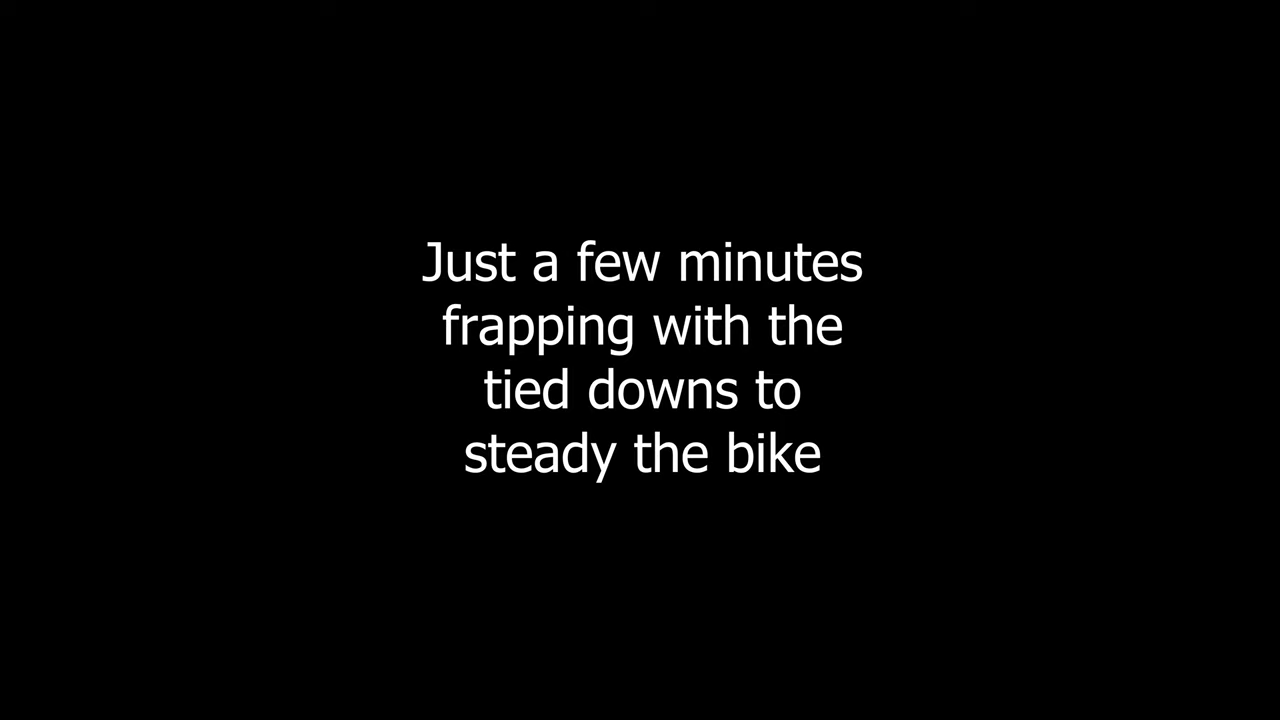 Just a few minutes
frapping with the
tied downs to
steady the bike